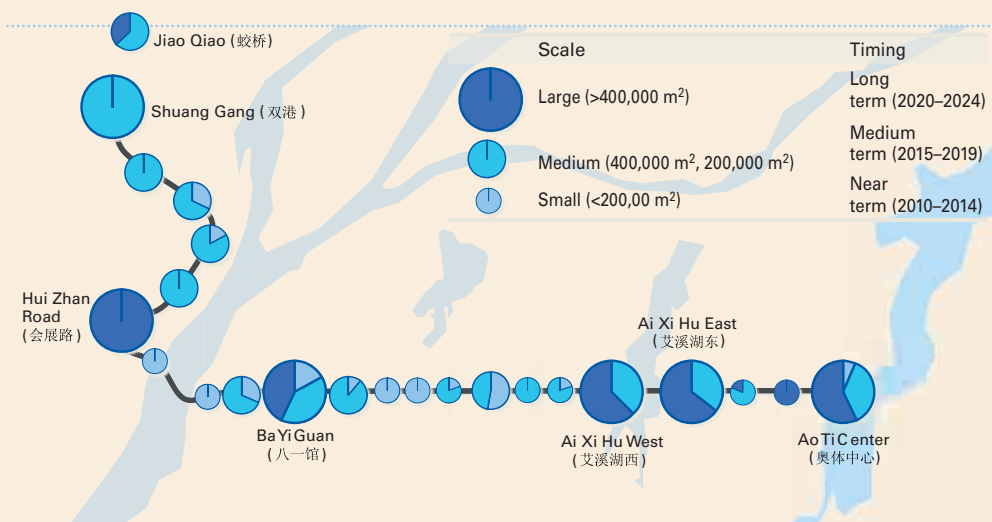 Jiao Qiao (蛟桥)
Scale
Timing
Large (>400,000 m²)
Long
term (2020–2024)
Shuang Gang (双港)
Medium (400,000 m², 200,000 m²)
Medium
term (2015–2019)
Small (<200,00 m²)
Near
term (2010–2014)
Hui Zhan
Road
(会展路)
Ai Xi Hu East
(艾溪湖东)
Ba Yi Guan
(八一馆)
Ai Xi Hu West
(艾溪湖西)
Ao Ti Center
(奥体中心)